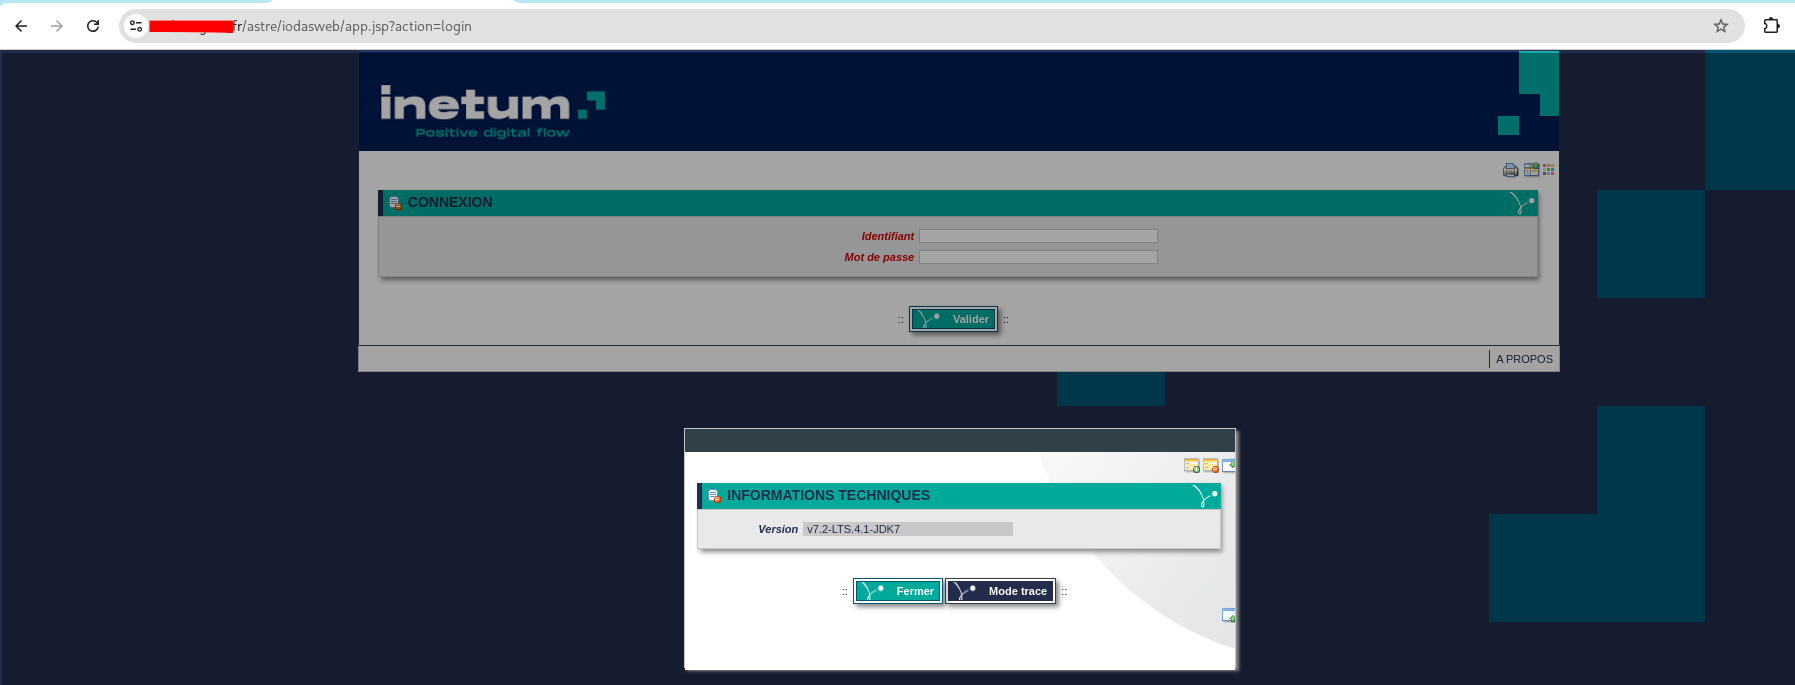 fr/astre/iodasweb/app.jsp?action=login
inetum
Positive digital flow
CONNEXION
Identifiant
Mot de passe
:: Valider ::
A PROPOS
INFORMATIONS TECHNIQUES
Version v7.2-LTS.4.1-JDK7
:: Fermer Mode trace ::